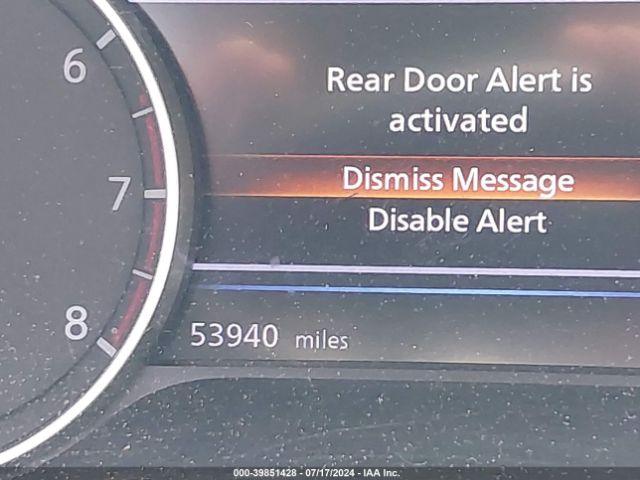 6
7
8
Rear Door Alert is
activated
Dismiss Message
Disable Alert
53940 miles
000-39851428 - 07/17/2024 - IAA Inc.